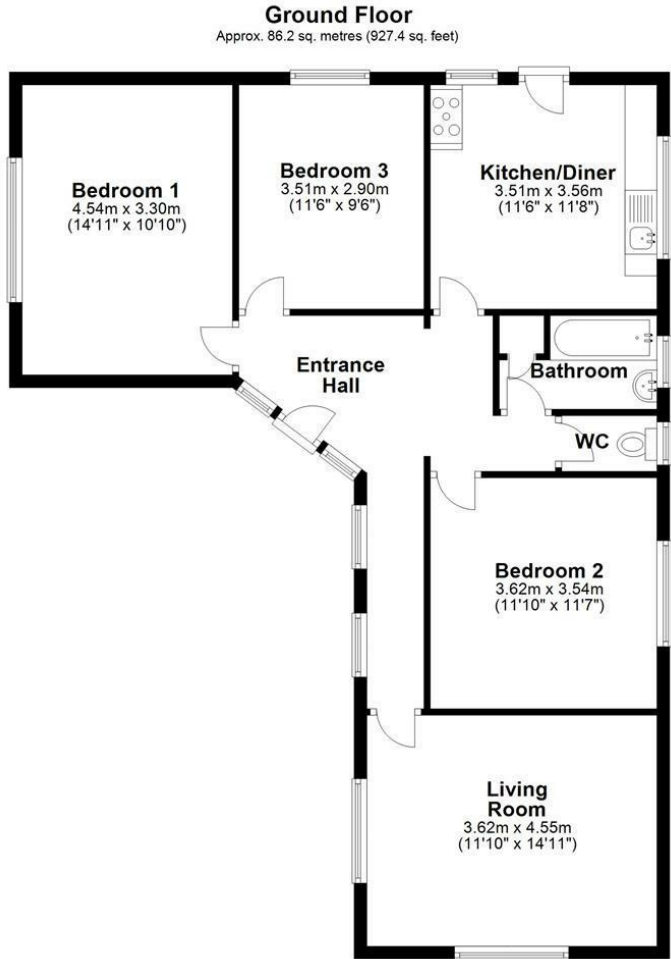 Ground Floor
Approx. 86.2 sq. metres (927.4 sq. feet)
Bedroom 1
4.54m x 3.30m
(14'11" x 10'10")
Bedroom 3
3.51m x 2.90m
(11'6" x 9'6")
Kitchen/Diner
3.51m x 3.56m
(11'6" x 11'8")
Entrance
Hall
Bathroom
WC
Bedroom 2
3.62m x 3.54m
(11'10" x 11'7")
Living
Room
3.62m x 4.55m
(11'10" x 14'11")